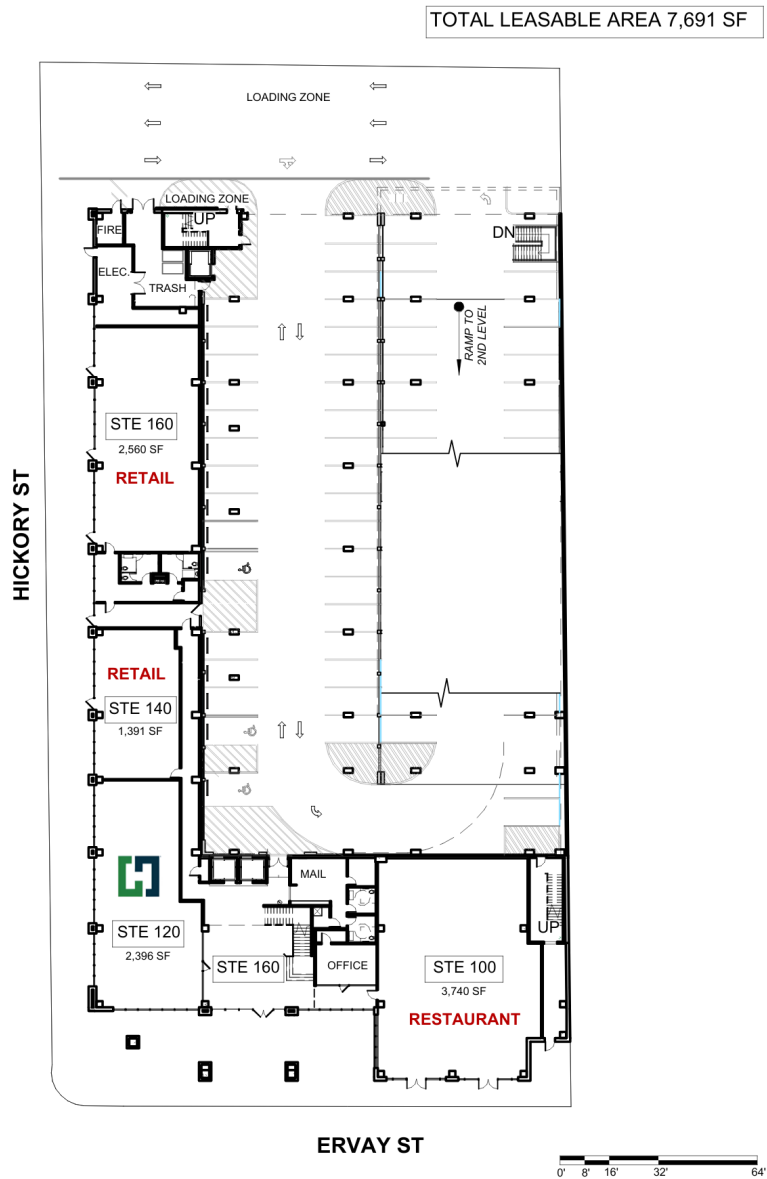 TOTAL LEASABLE AREA 7,691 SF
LOADING ZONE
LOADING ZONE
UP
FIRE
DN
ELEC.
TRASH
RAMP TO
2ND LEVEL
STE 160
2,560 SF
RETAIL
HICKORY ST
RETAIL
STE 140
1,391 SF
MAIL
STE 120
2,396 SF
UP
STE 160
OFFICE
STE 100
3,740 SF
RESTAURANT
ERVAY ST
0' 8' 16' 32' 64'